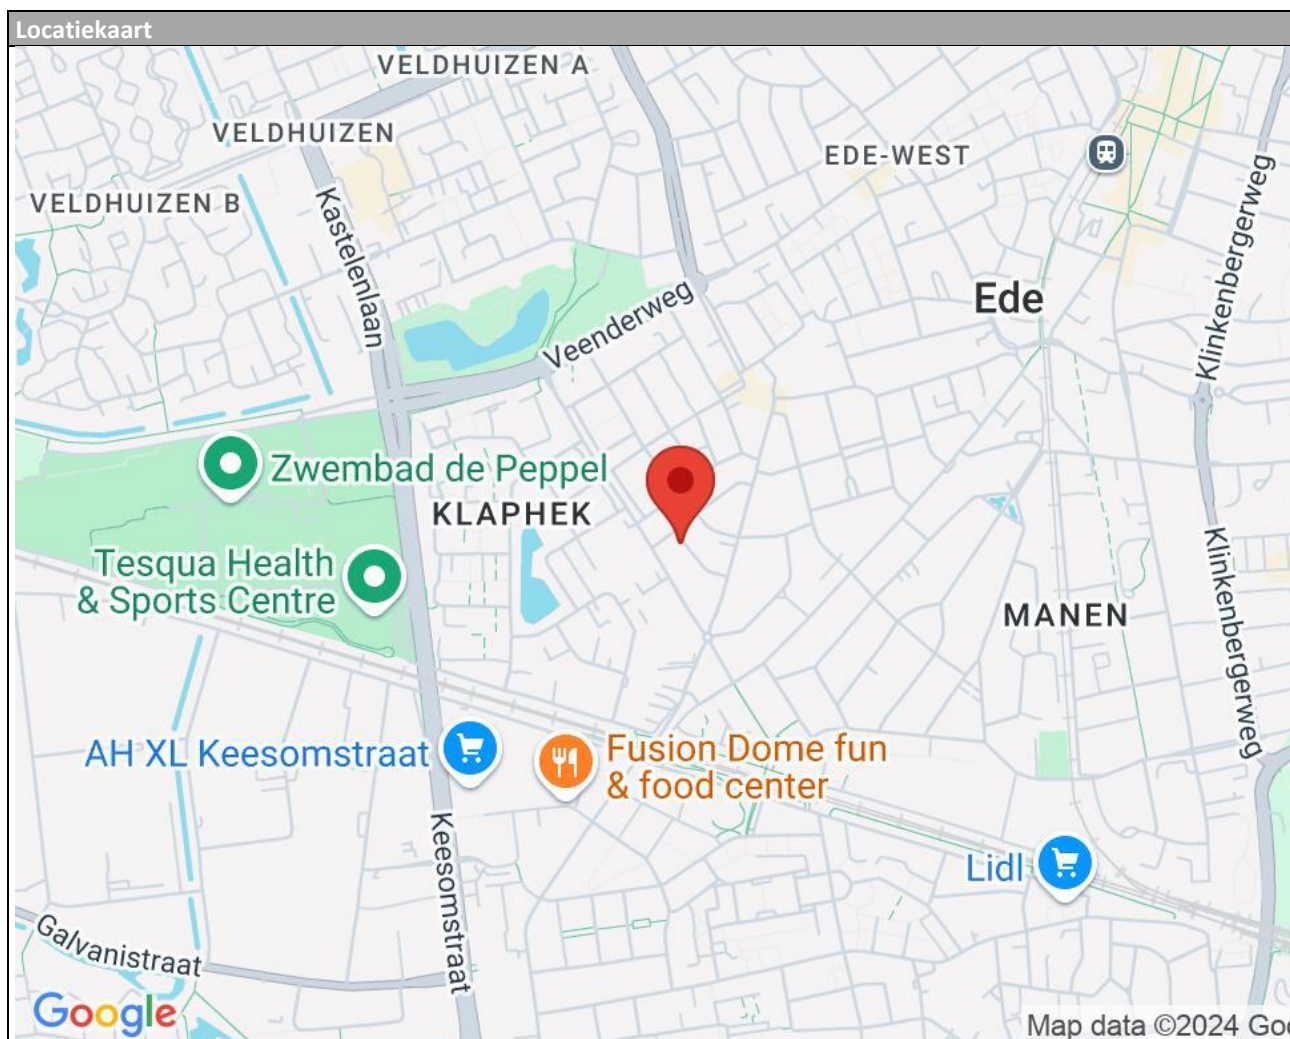 Locatiekaart
VELDHUIZEN A
VELDHUIZEN
EDE-WEST
VELDHUIZEN B
Kastelenlaan
Klinkenbergerweg
Ede
Veenderweg
Zwembad de Peppel
KLAPHEK
Tesqua Health
& Sports Centre
MANEN
Klinkenbergerweg
AH XL Keesomstraat
Fusion Dome fun
& food center
Keesomstraat
Lidl
Galvanistraat
Google
Map data ©2024 Goo